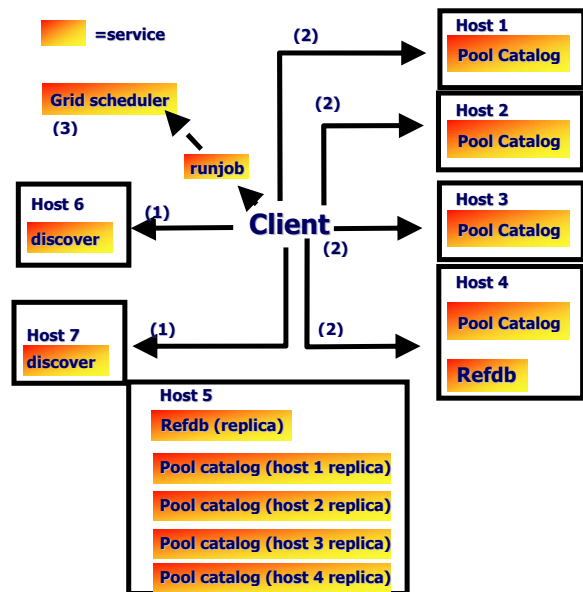 =service
Grid scheduler
(3)
runjob
Client
(2)
(2)
(2)
(1)
(1)
Host 1
Pool Catalog
Host 2
Pool Catalog
Host 3
Pool Catalog
Host 4
Pool Catalog
Refdb
Host 6
discover
Host 7
discover
Host 5
Refdb (replica)
Pool catalog (host 1 replica)
Pool catalog (host 2 replica)
Pool catalog (host 3 replica)
Pool catalog (host 4 replica)